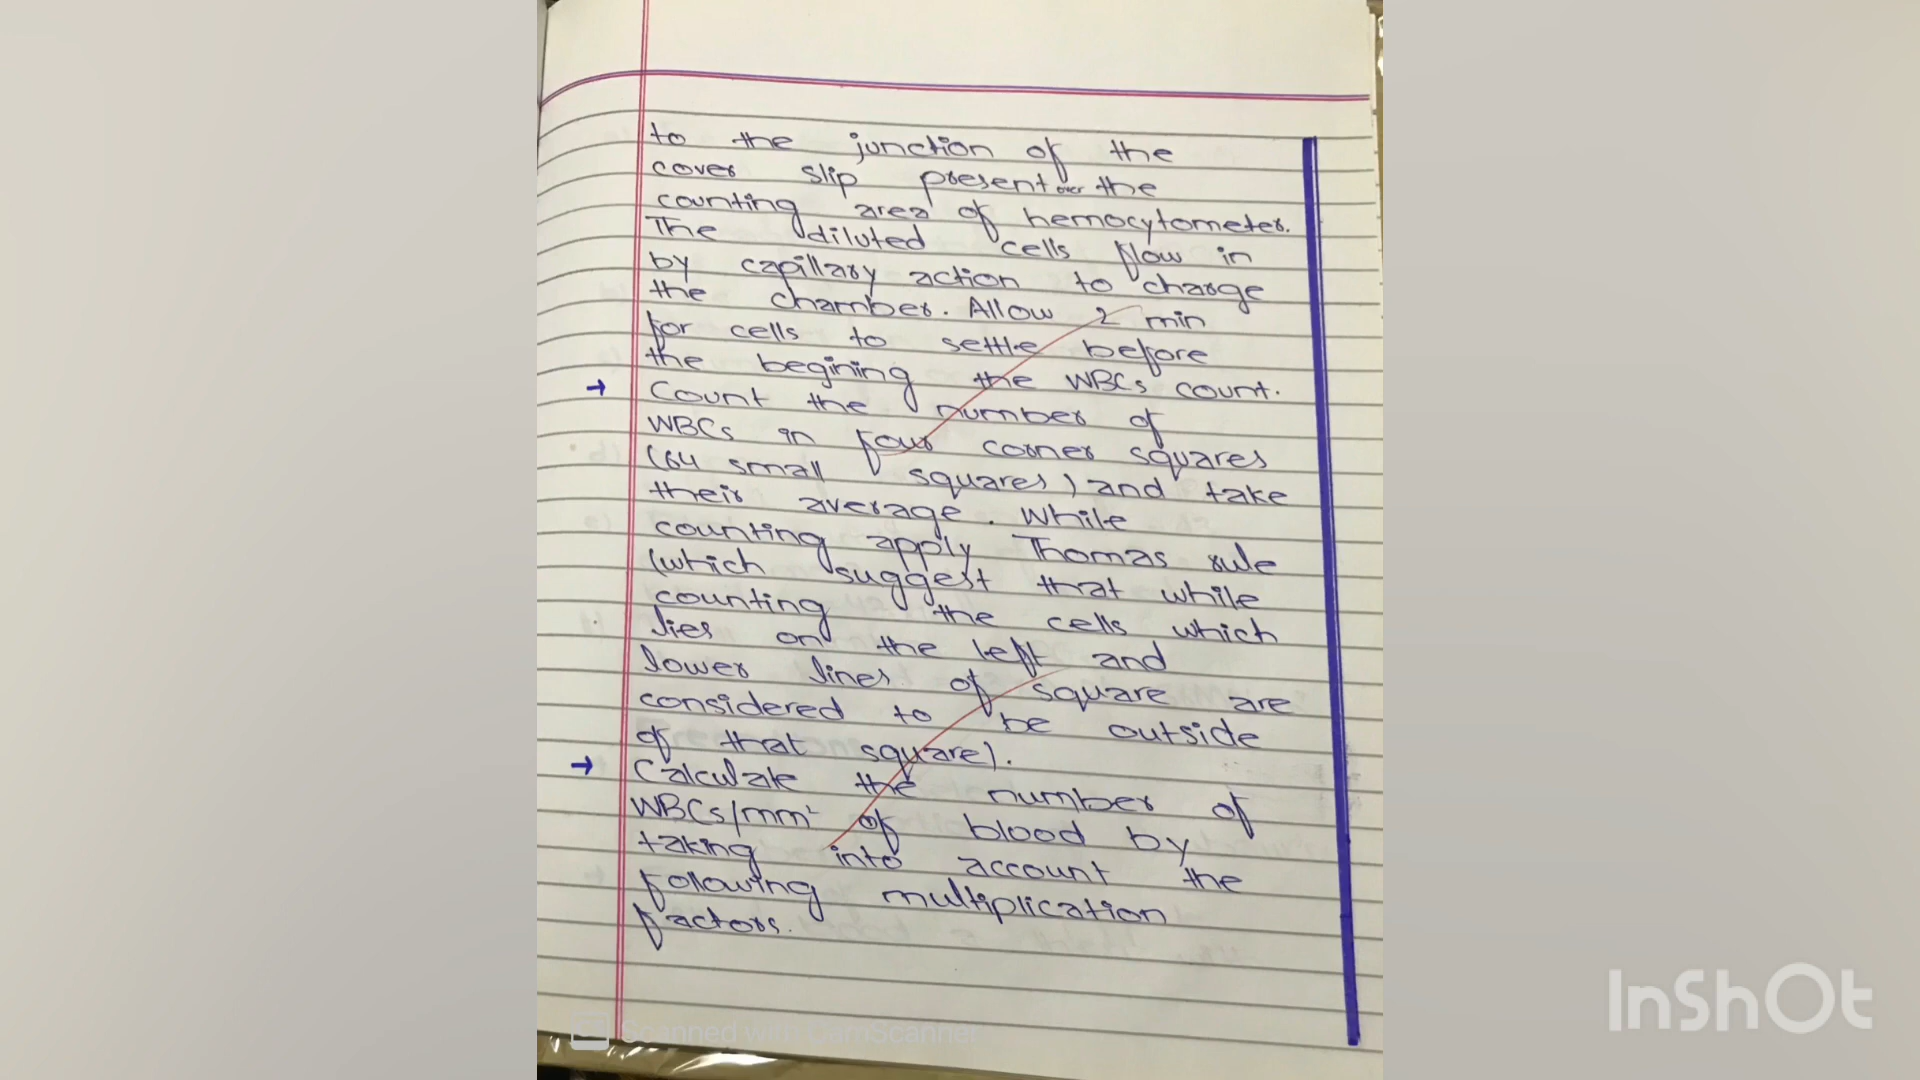 to the junction of the
cover slip present over the
counting area of hemocytometer.
The diluted cells flow in
by capillary action to charge
the chamber. Allow 2 min
for cells to settle before
the begining the WBCs count.
→ Count the number of
WBCs in four corner squares
(64 small squares) and take
their average. While
counting apply Thomas rule
(which suggest that while
counting the cells which
lies on the left and
lower lines of square are
considered to be outside
of that square).
→ Calculate the number of
WBCs/mm² of blood by
taking into account the
following multiplication
factors.
Scanned with CamScanner
InShOt